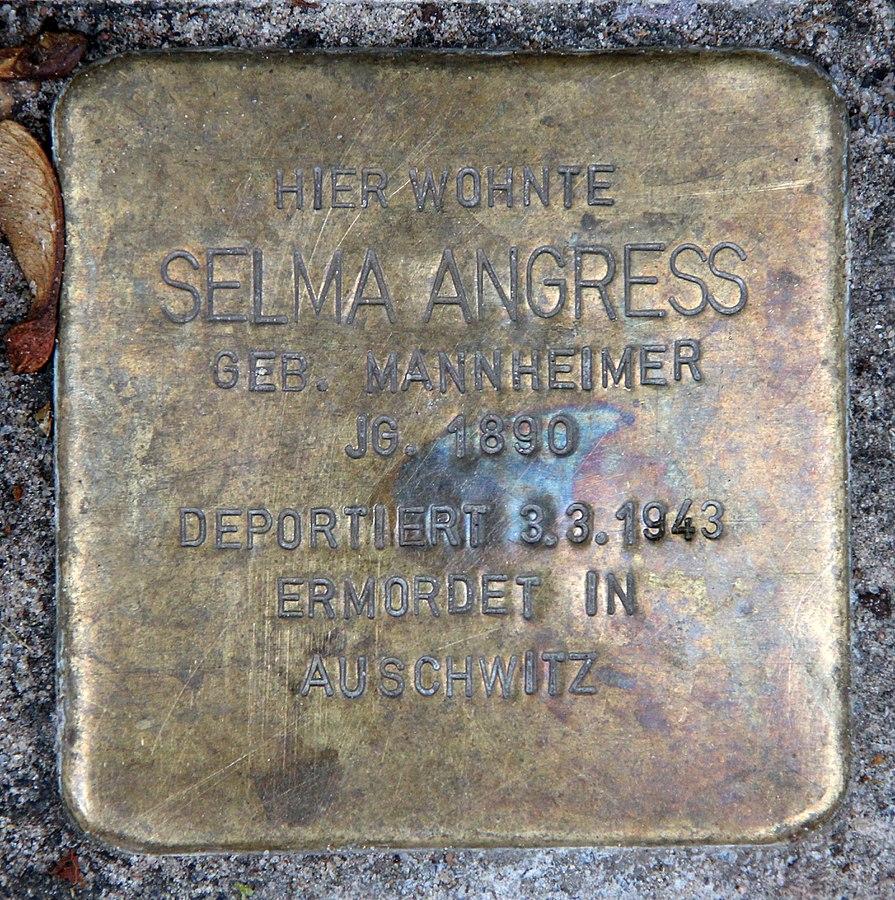 HIER WOHNTE
SELMA ANGRESS
GEB. MANNHEIMER
JG. 1890
DEPORTIERT 3.3.1943
ERMORDET IN
AUSCHWITZ